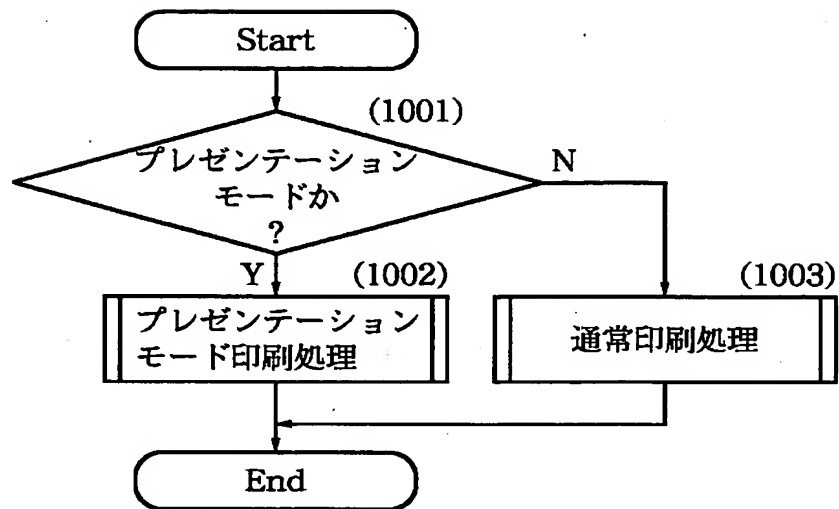 Start
(1001)
プレゼンテーション
モードか
?
N
Y
(1002)
プレゼンテーション
モード印刷処理
(1003)
通常印刷処理
End